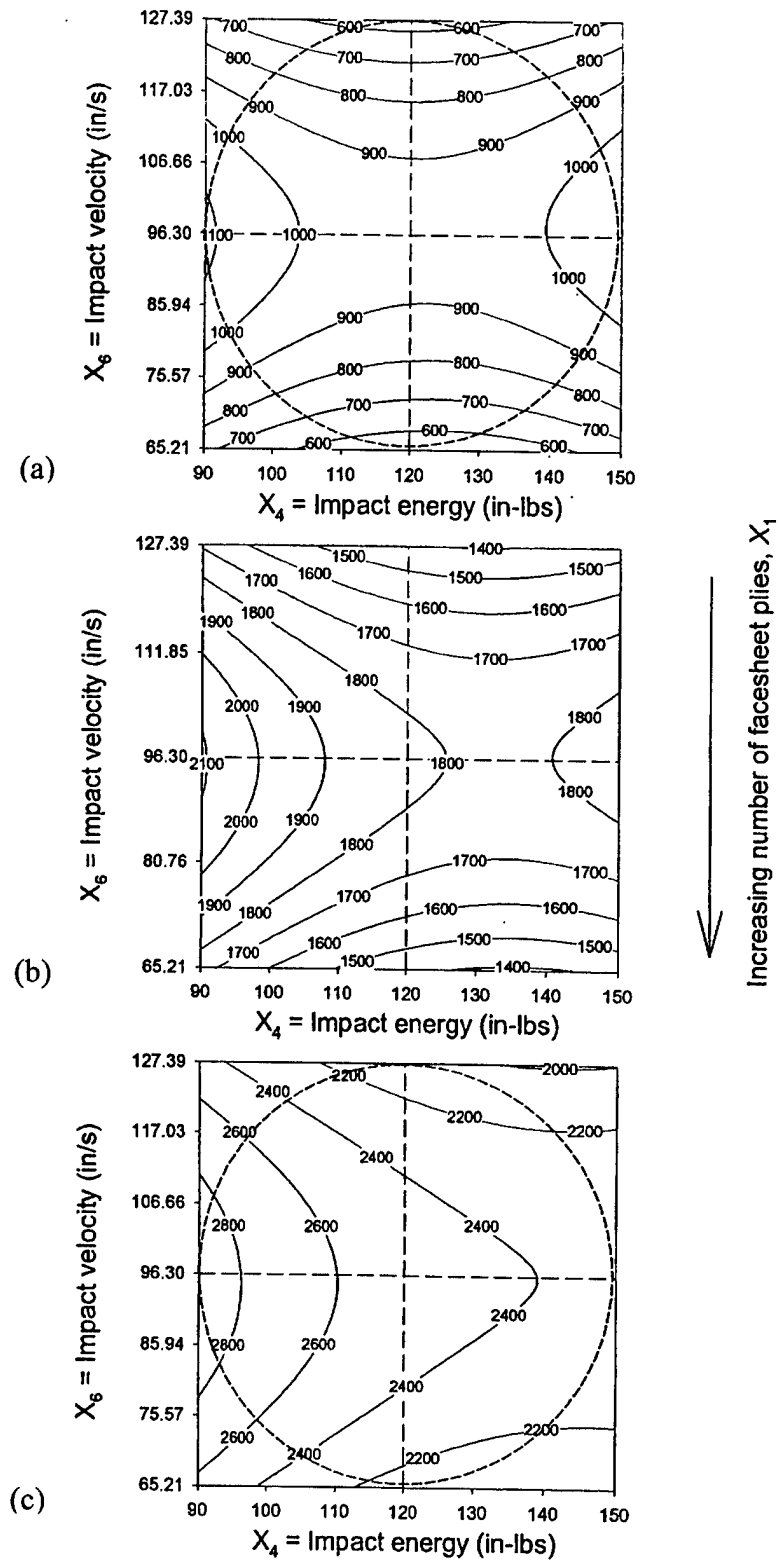 127.39
700 600 600 700
800 700 700 800
117.03
900 800 800 900
1000 900 900 1000
106.66
96.30
1100 1000
1000
85.94
1000 900 900
75.57
900 800 800 900
800 700 700 800
700 600 600
65.21
90 100 110 120 130 140 150
X6 = Impact velocity (in/s)
X4 = Impact energy (in-lbs)
(a)
127.39
1400
1700 1600 1500 1500 1500
1800 1600 1600
1900 1700 1700 1700
111.85
2000 1900 1800 1800
96.30
2100 1800
2000 1900 1800
80.76
1900 1800 1800 1700 1700
1700 1600 1600 1600
1500 1500 1500
1400
65.21
90 100 110 120 130 140 150
X6 = Impact velocity (in/s)
X4 = Impact energy (in-lbs)
(b)
127.39
2400 2200 2000
2600 2200 2200
117.03
2400
106.66
2800 2600 2400
96.30
85.94
2800 2600 2400
75.57
2600 2400 2400 2200 2200
65.21
90 100 110 120 130 140 150
X6 = Impact velocity (in/s)
X4 = Impact energy (in-lbs)
(c)
Increasing number of facesheet plies, X1